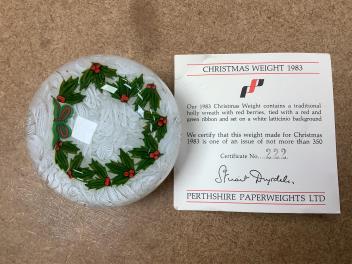 CHRISTMAS WEIGHT 1983
Our 1983 Christmas Weight contains a traditional
holly wreath with red berries, tied with a red and
green ribbon and set on a white latticinio background
We certify that this weight made for Christmas
1983 is one of an issue of not more than 350
Certificate No. ...222...
Stuart Drysdale
PERTHSHIRE PAPERWEIGHTS LTD